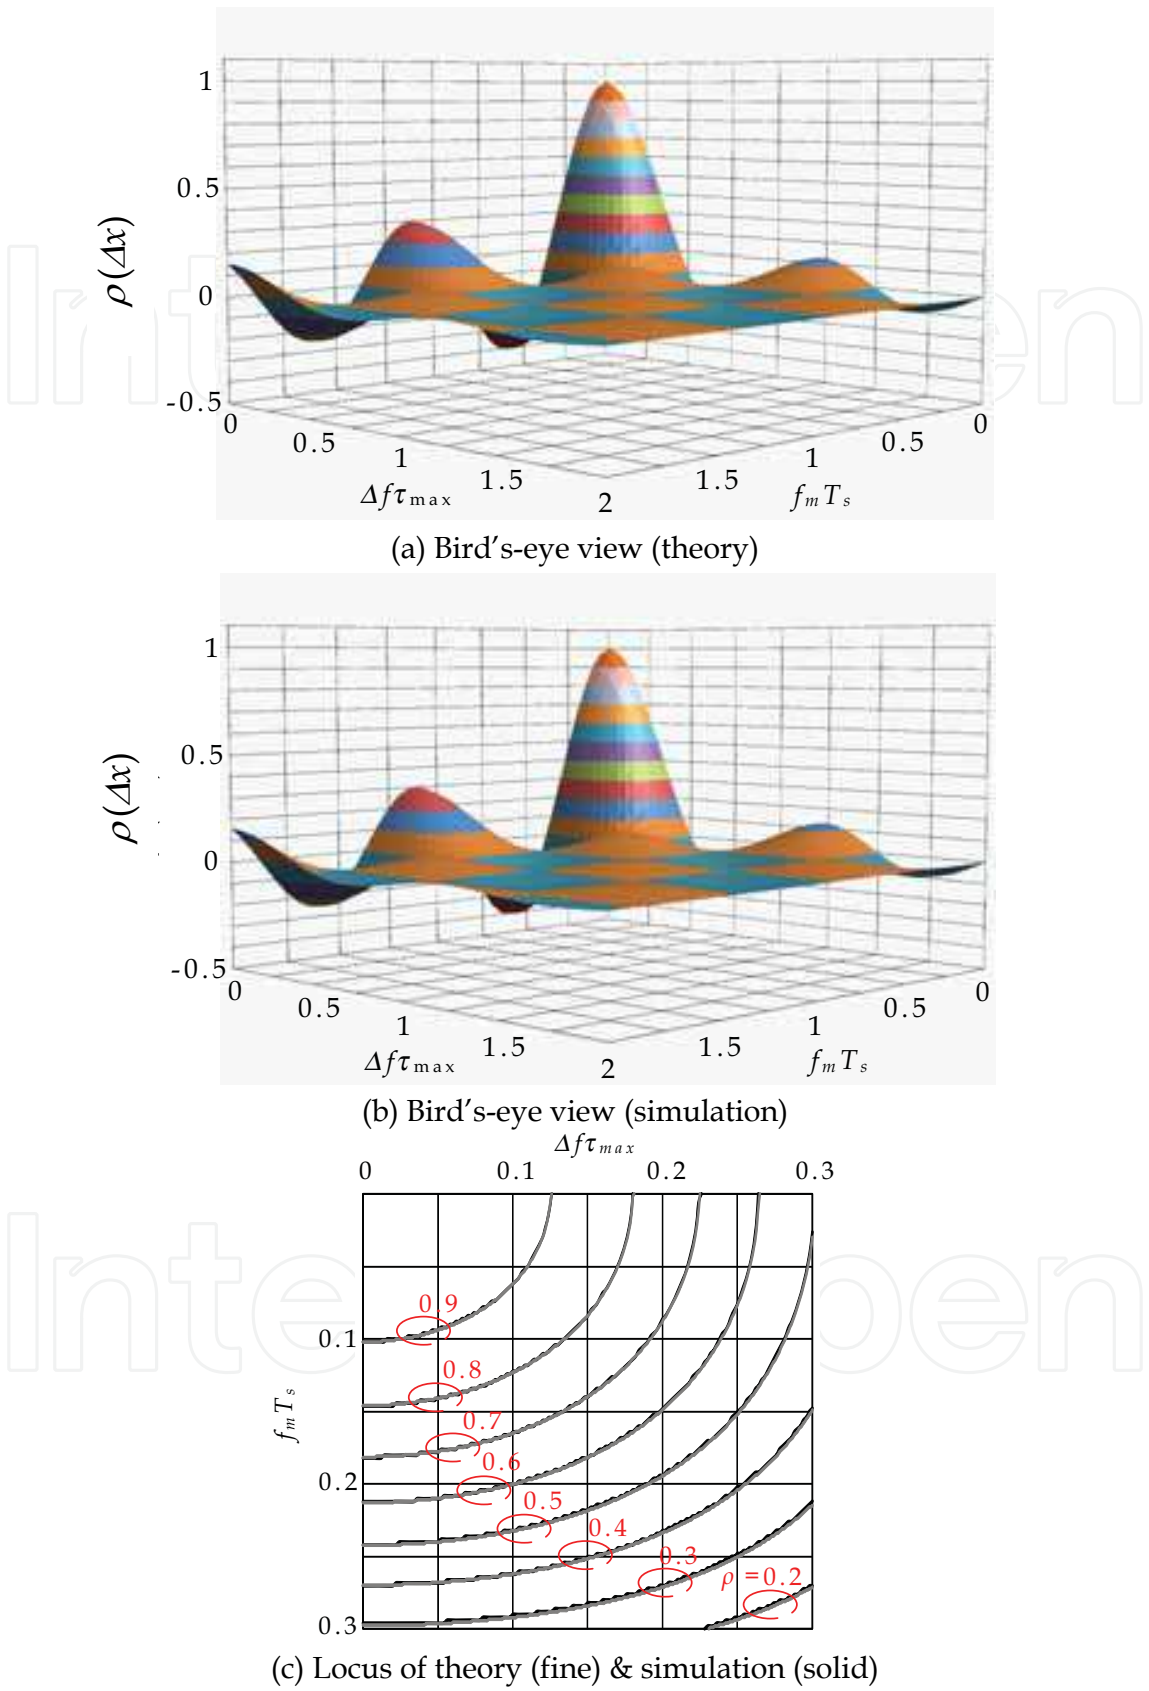 1
0.5
0
-0.5
ρ(Δx)
0 0.5 1 1.5 2 1.5 1 0.5 0
Δfτmax fmTs
(a) Bird's-eye view (theory)
1
0.5
0
-0.5
ρ(Δx)
0 0.5 1 1.5 2 1.5 1 0.5 0
Δfτmax fmTs
(b) Bird's-eye view (simulation)
Δfτmax
0 0.1 0.2 0.3
0.9
0.1
0.8
fmTs
0.7
0.6
0.2
0.5
0.4
0.3
ρ =0.2
0.3
(c) Locus of theory (fine) & simulation (solid)